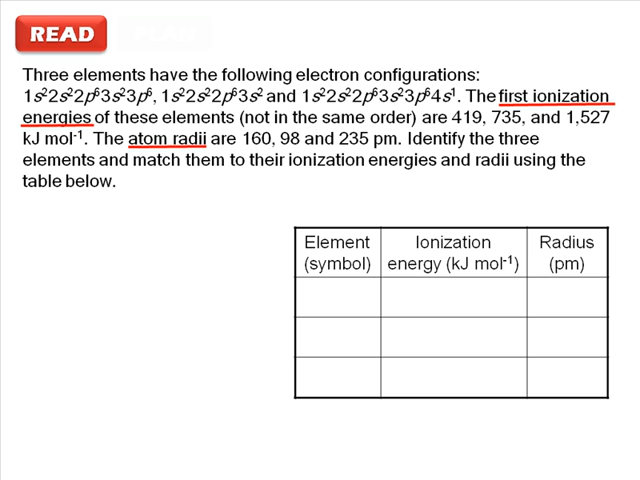 READ
Three elements have the following electron configurations:
1s²2s²2p⁶3s²3p⁶, 1s²2s²2p⁶3s² and 1s²2s²2p⁶3s²3p⁶4s¹. The first ionization
energies of these elements (not in the same order) are 419, 735, and 1,527
kJ mol⁻¹. The atom radii are 160, 98 and 235 pm. Identify the three
elements and match them to their ionization energies and radii using the
table below.
Element Ionization Radius
(symbol) energy (kJ mol⁻¹) (pm)